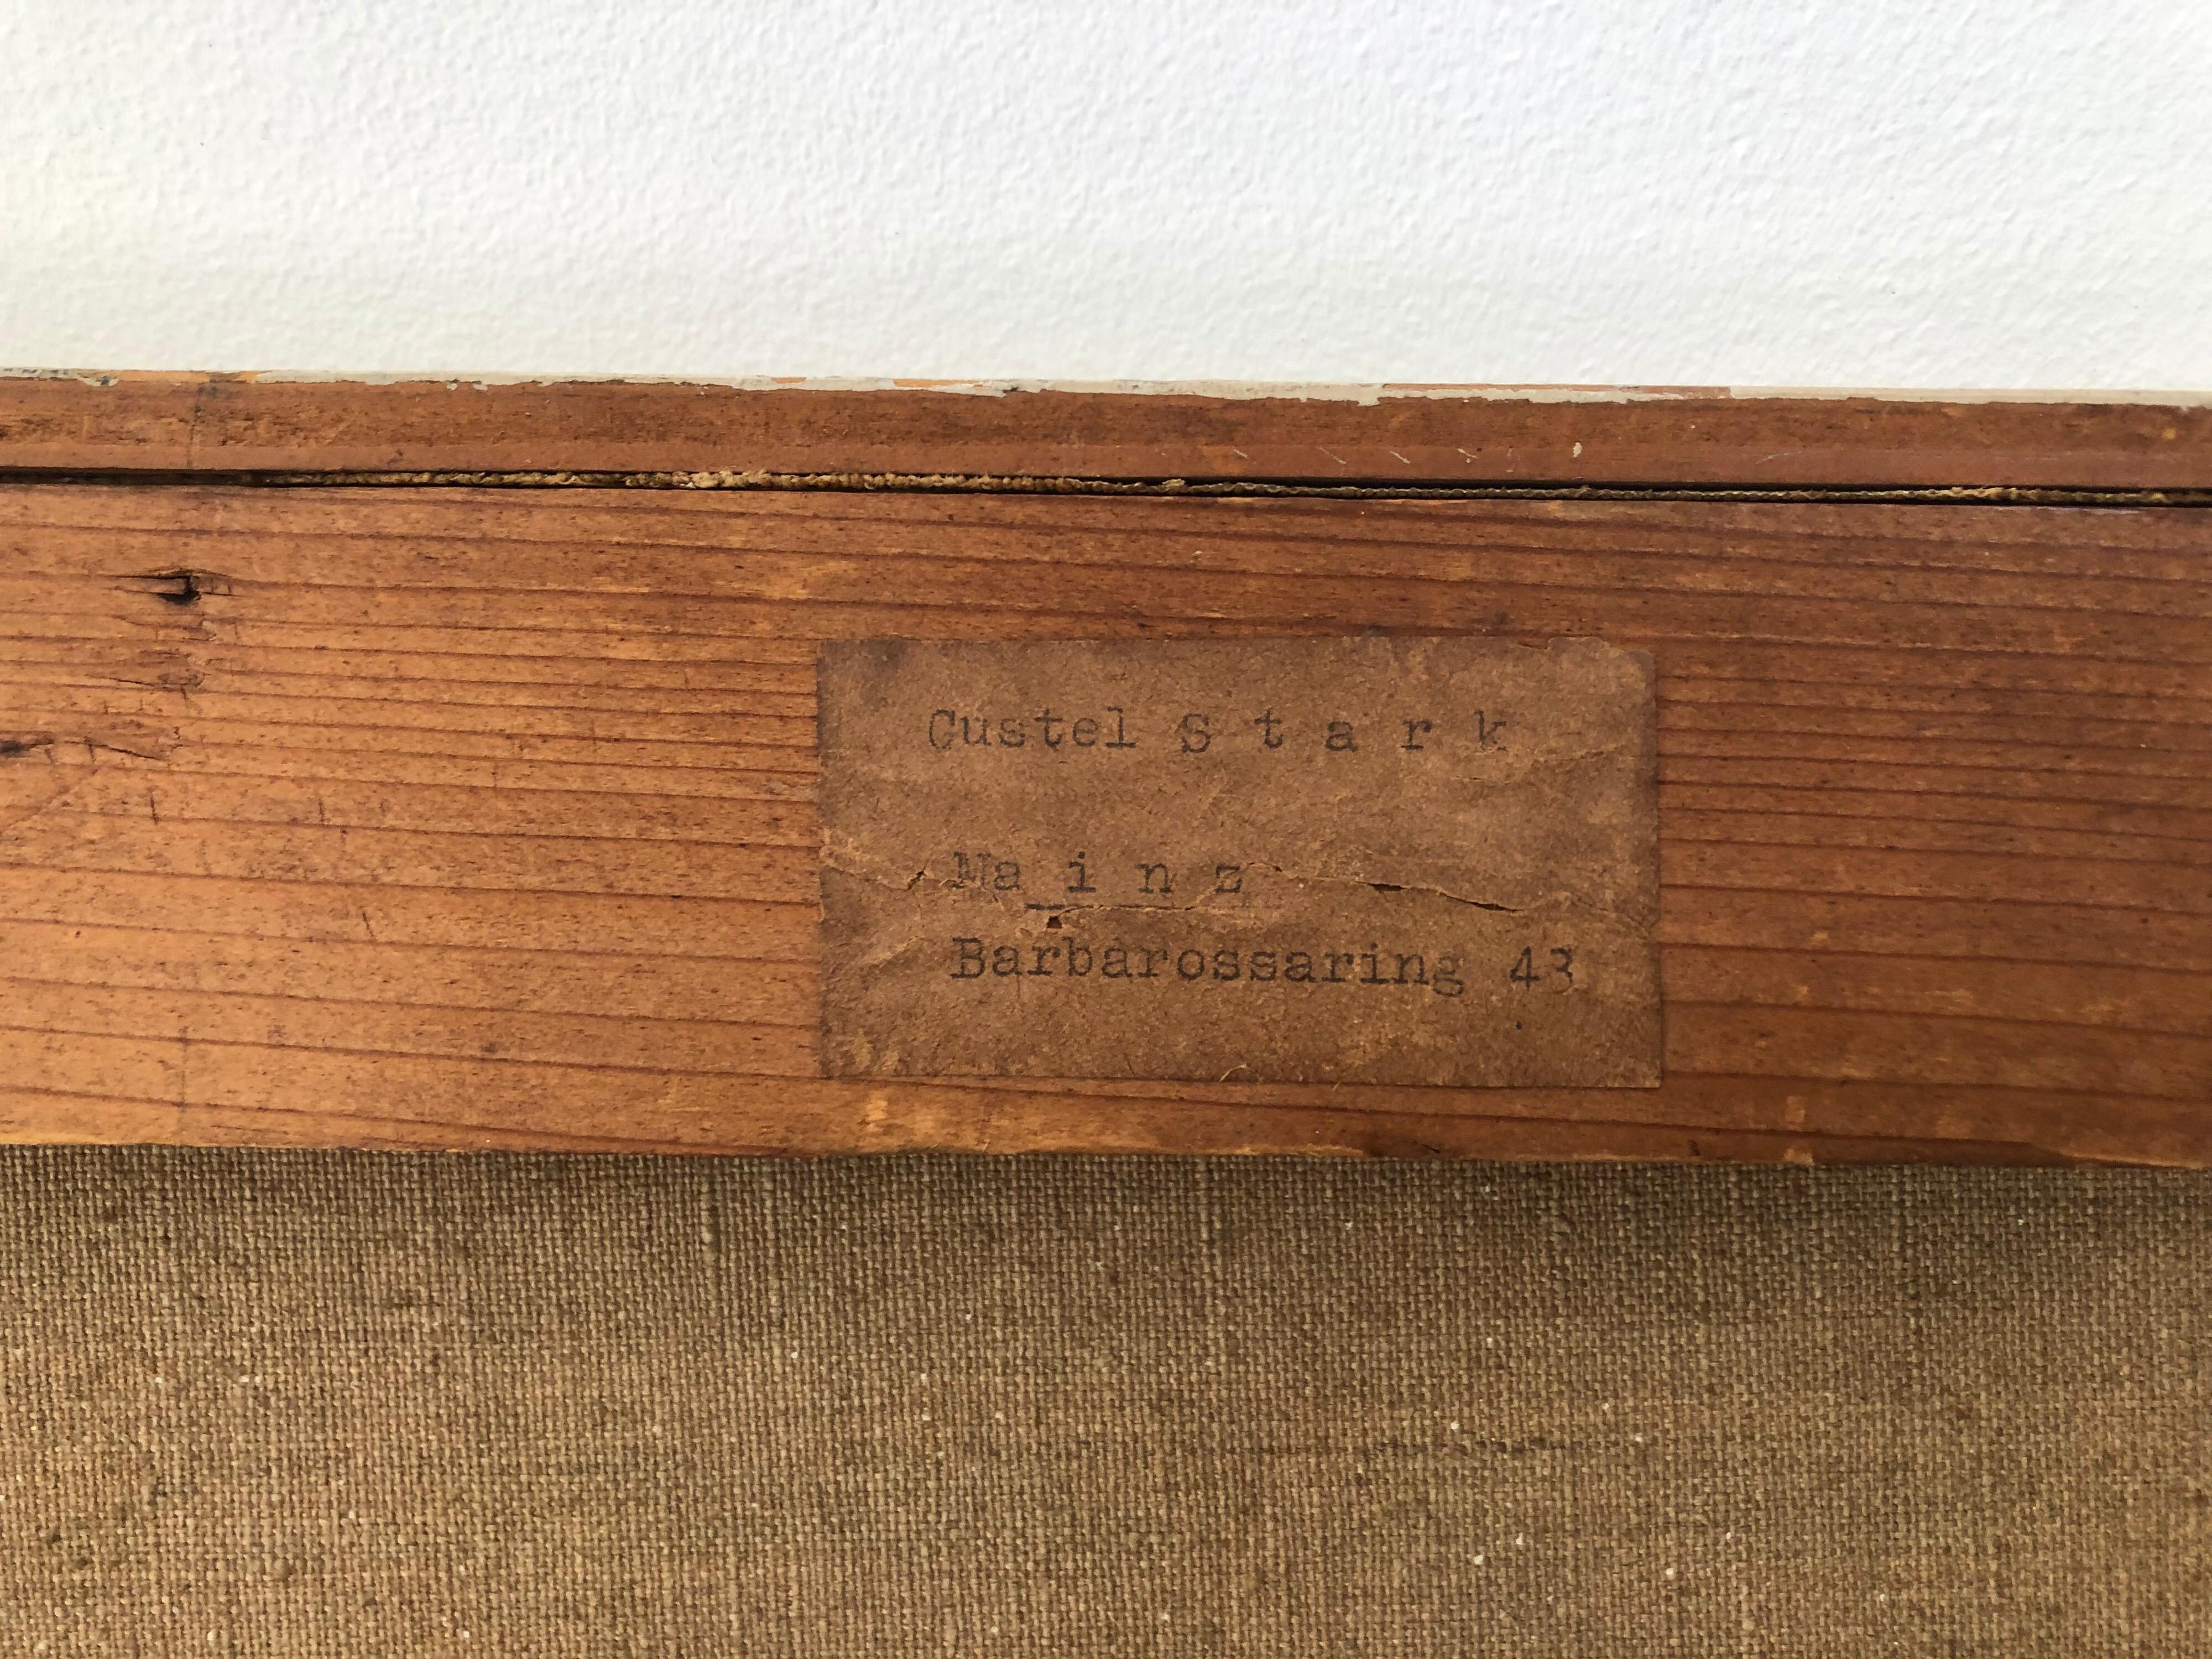 Custel S t a r k
Ma i n z
Barbarossaring 43